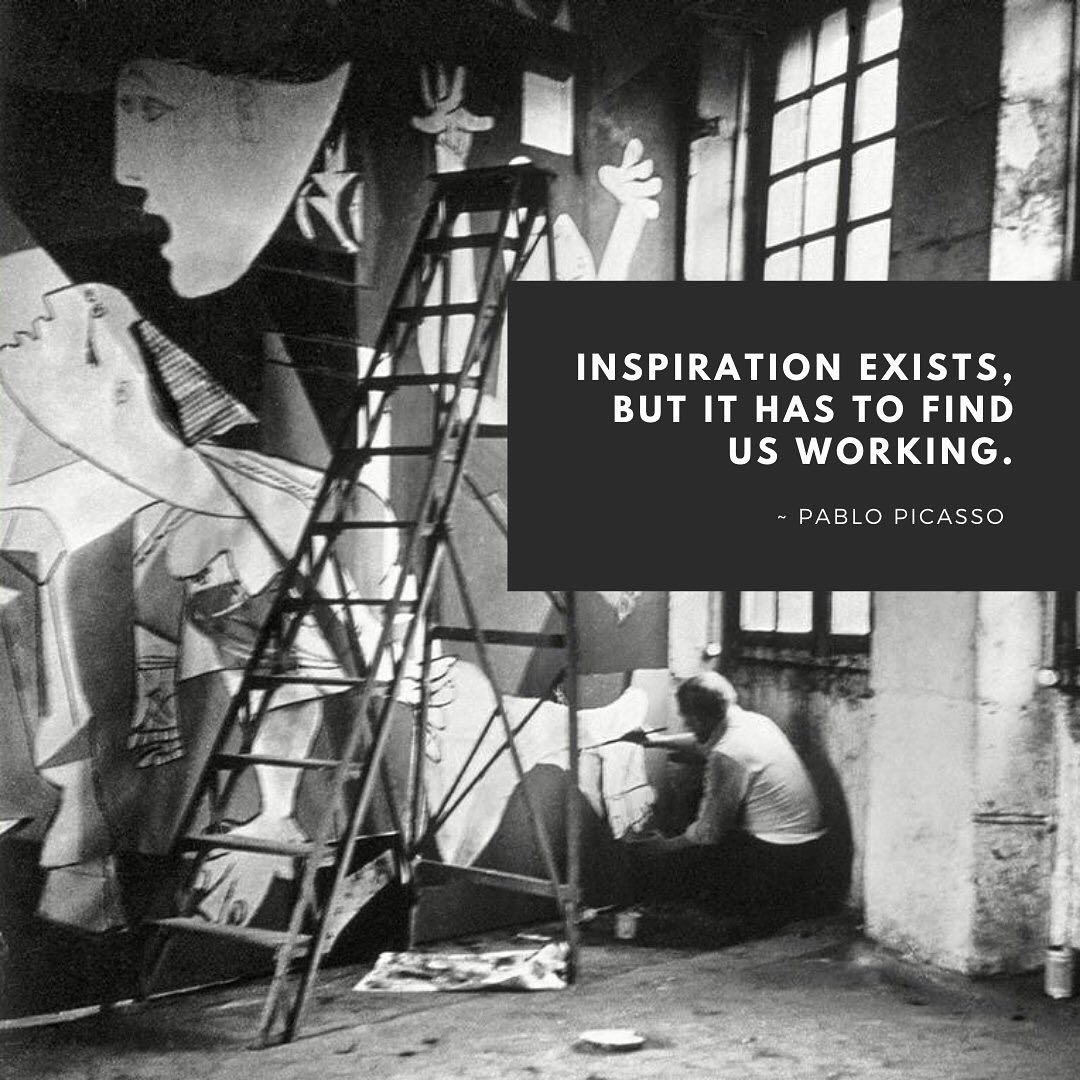 INSPIRATION EXISTS,
BUT IT HAS TO FIND
US WORKING.
~ PABLO PICASSO